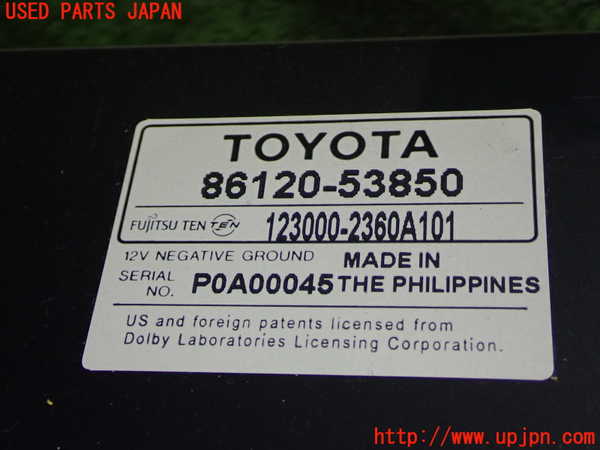 USED PARTS JAPAN
TOYOTA
86120-53850
FUJITSU TEN TEN 123000-2360A101
12V NEGATIVE GROUND MADE IN
SERIAL NO. P0A00045 THE PHILIPPINES
US and foreign patents licensed from
Dolby Laboratories Licensing Corporation.
http://www.upjpn.com/